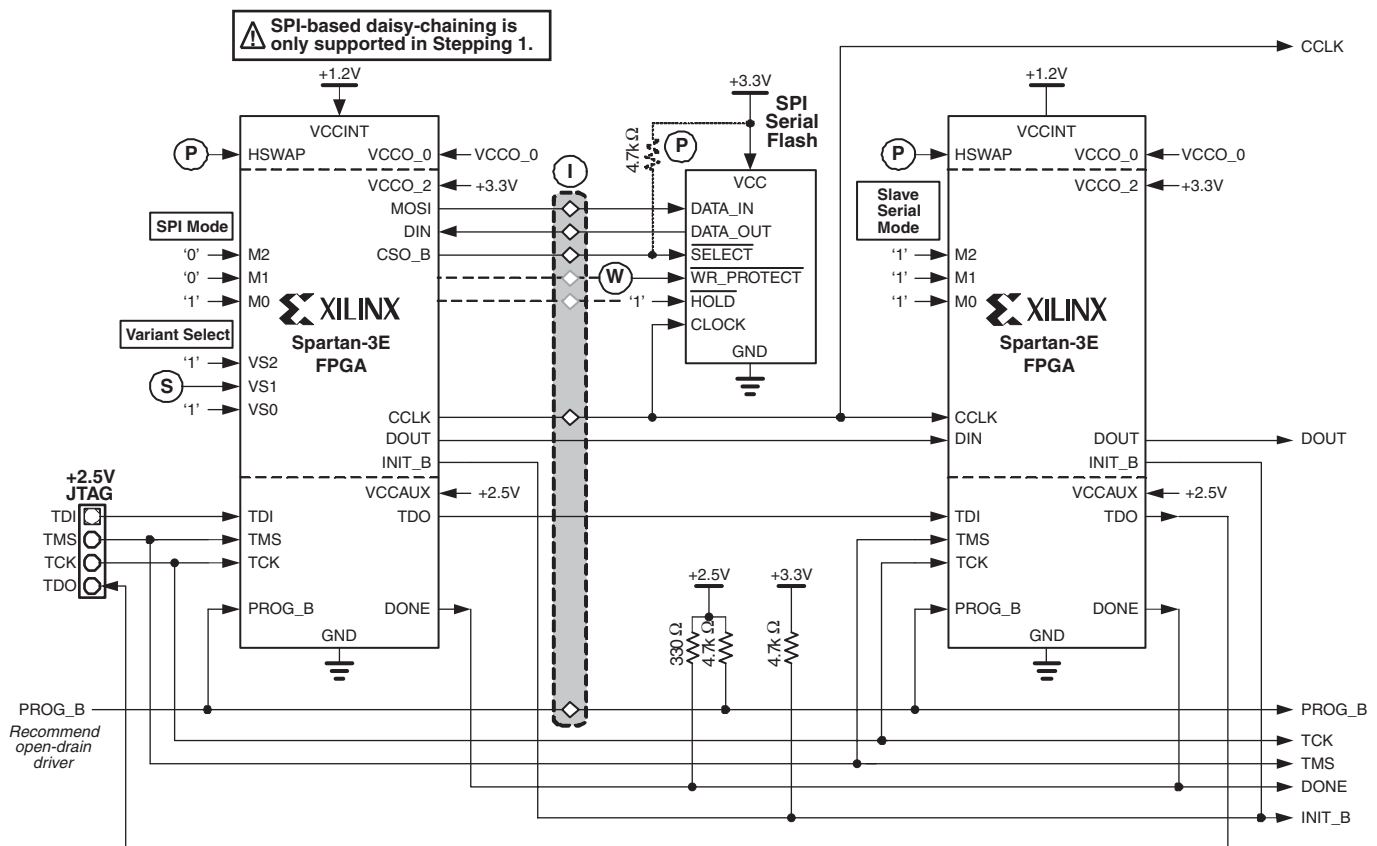 SPI-based daisy-chaining is
only supported in Stepping 1.
CCLK
+1.2V
+3.3V
+1.2V
SPI
Serial
Flash
VCCINT
P
HSWAP
VCCO_0
VCCO_0
I
4.7k Ω
P
VCCINT
P
HSWAP
VCCO_0
VCCO_0
VCCO_2
+3.3V
VCC
VCCO_2
+3.3V
MOSI
DATA_IN
Slave
Serial
Mode
SPI Mode
DIN
DATA_OUT
'0'
M2
CSO_B
SELECT
'1'
M2
'0'
M1
W
WR_PROTECT
'1'
M1
'1'
M0
'1'
HOLD
'1'
M0
XILINX
CLOCK
XILINX
Variant Select
Spartan-3E
FPGA
GND
Spartan-3E
FPGA
'1'
VS2
S
VS1
'1'
VS0
CCLK
CCLK
DOUT
DIN
DOUT
DOUT
INIT_B
INIT_B
+2.5V
JTAG
VCCAUX
+2.5V
VCCAUX
+2.5V
TDI
TDI
TDO
TDI
TDO
TMS
TMS
TMS
TCK
TCK
TCK
TDO
+2.5V
+3.3V
PROG_B
DONE
PROG_B
DONE
330 Ω
4.7k Ω
4.7k Ω
GND
GND
PROG_B
PROG_B
Recommend
open-drain
driver
TCK
TMS
DONE
INIT_B